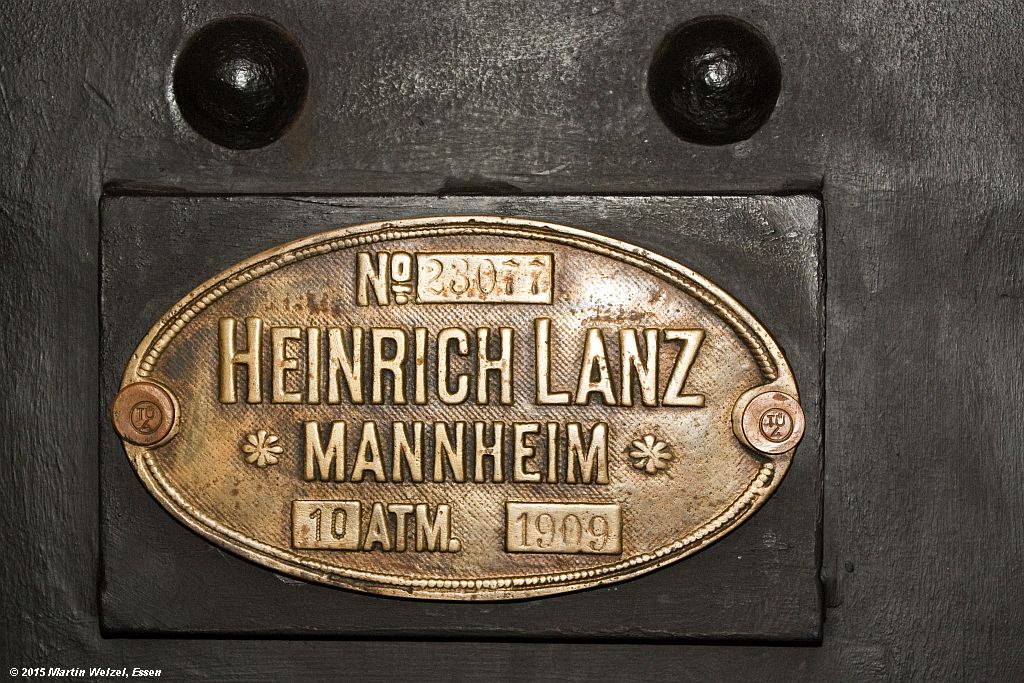 Nº 23077
HEINRICH LANZ
MANNHEIM
10 ATM. 1909
© 2015 Martin Welzel, Essen